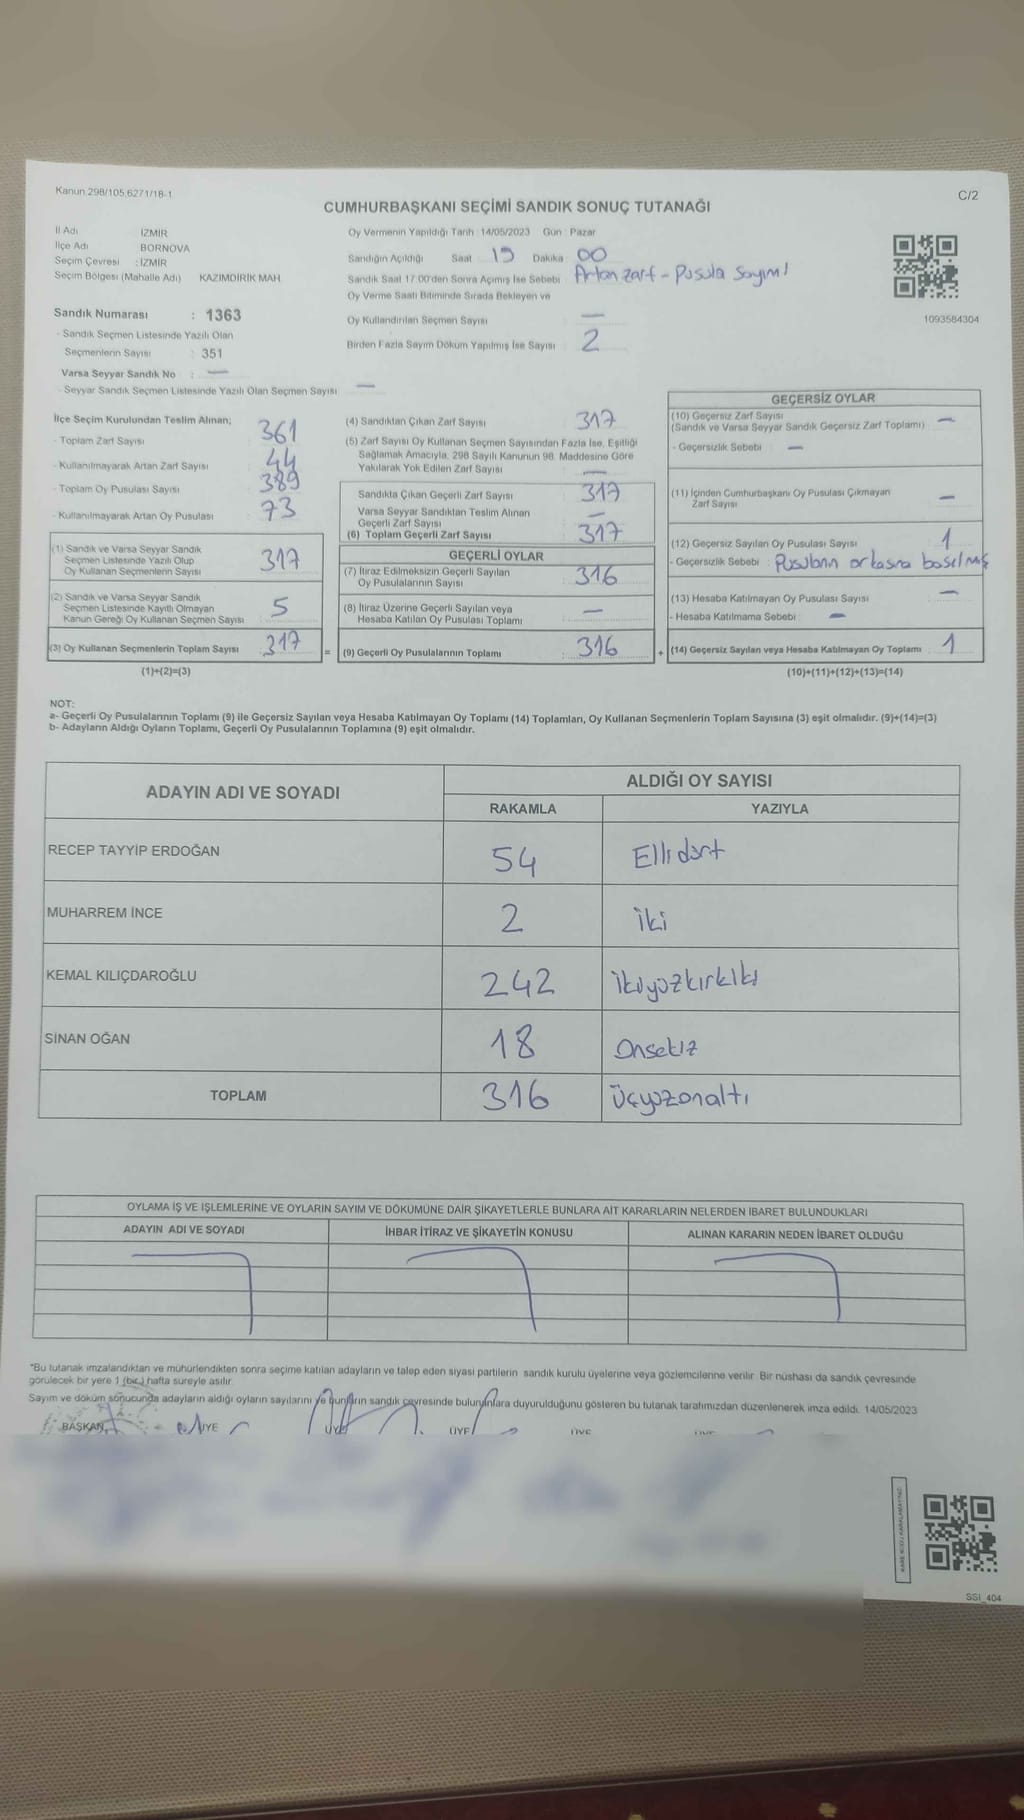 Kanun.298/105,6271/18-1
C/2
CUMHURBAŞKANI SEÇİMİ SANDIK SONUÇ TUTANAĞI
İl Adı İZMİR
İlçe Adı BORNOVA
Seçim Çevresi : İZMİR
Seçim Bölgesi (Mahalle Adı) KAZIMDİRİK MAH.
Sandık Numarası : 1363
- Sandık Seçmen Listesinde Yazılı Olan
Seçmenlerin Sayısı : 351
Varsa Seyyar Sandık No : —
- Seyyar Sandık Seçmen Listesinde Yazılı Olan Seçmen Sayısı —
Oy Vermenin Yapıldığı Tarih : 14/05/2023 Gün : Pazar
Sandığın Açıldığı Saat Dakika 00
Sandık Saat 17:00'den Sonra Açımış İse Sebebi : Artan zarf - Pusula Sayımı
Oy Verme Saati Bitiminde Sırada Bekleyen ve
Oy Kullandırılan Seçmen Sayısı : —
Birden Fazla Sayım Döküm Yapılmış İse Sayısı : 2
1093584304
İlçe Seçim Kurulundan Teslim Alınan;
- Toplam Zarf Sayısı : 361
- Kullanılmayarak Artan Zarf Sayısı : 44
- Toplam Oy Pusulası Sayısı : 389
- Kullanılmayarak Artan Oy Pusulası : 73
(1) Sandık ve Varsa Seyyar Sandık
Seçmen Listesinde Yazılı Olup
Oy Kullanan Seçmenlerin Sayısı : 317
(2) Sandık ve Varsa Seyyar Sandık
Seçmen Listesinde Kayıtlı Olmayan
Kanun Gereği Oy Kullanan Seçmen Sayısı : 5
(3) Oy Kullanan Seçmenlerin Toplam Sayısı : 317 =
(1)+(2)=(3)
(4) Sandıktan Çıkan Zarf Sayısı : 317
(5) Zarf Sayısı Oy Kullanan Seçmen Sayısından Fazla İse, Eşitliği
Sağlamak Amacıyla, 298 Sayılı Kanunun 98. Maddesine Göre
Yakılarak Yok Edilen Zarf Sayısı : —
Sandıkta Çıkan Geçerli Zarf Sayısı : 317
Varsa Seyyar Sandıktan Teslim Alınan
Geçerli Zarf Sayısı : —
(6) Toplam Geçerli Zarf Sayısı : 317
GEÇERLİ OYLAR
(7) İtiraz Edilmeksizin Geçerli Sayılan
Oy Pusulalarının Sayısı : 316
(8) İtiraz Üzerine Geçerli Sayılan veya
Hesaba Katılan Oy Pusulası Toplamı : —
(9) Geçerli Oy Pusulalarının Toplamı : 316 +
GEÇERSİZ OYLAR
(10) Geçersiz Zarf Sayısı
(Sandık ve Varsa Seyyar Sandık Geçersiz Zarf Toplamı) : —
- Geçersizlik Sebebi : —
(11) İçinden Cumhurbaşkanı Oy Pusulası Çıkmayan
Zarf Sayısı : —
(12) Geçersiz Sayılan Oy Pusulası Sayısı : 1
- Geçersizlik Sebebi : Pusulanın arkasına basılmış
(13) Hesaba Katılmayan Oy Pusulası Sayısı : —
- Hesaba Katılmama Sebebi : —
(14) Geçersiz Sayılan veya Hesaba Katılmayan Oy Toplamı : 1
(10)+(11)+(12)+(13)=(14)
NOT:
a- Geçerli Oy Pusulalarının Toplamı (9) ile Geçersiz Sayılan veya Hesaba Katılmayan Oy Toplamı (14) Toplamları, Oy Kullanan Seçmenlerin Toplam Sayısına (3) eşit olmalıdır. (9)+(14)=(3)
b- Adayların Aldığı Oyların Toplamı, Geçerli Oy Pusulalarının Toplamına (9) eşit olmalıdır.
ADAYIN ADI VE SOYADI
ALDIĞI OY SAYISI
RAKAMLA YAZIYLA
RECEP TAYYİP ERDOĞAN 54 Ellidört
MUHARREM İNCE 2 İki
KEMAL KILIÇDAROĞLU 242 İkiyüzkırkiki
SİNAN OĞAN 18 Onsekiz
TOPLAM 316 Üçyüzonaltı
OYLAMA İŞ VE İŞLEMLERİNE VE OYLARIN SAYIM VE DÖKÜMÜNE DAİR ŞİKAYETLERLE BUNLARA AİT KARARLARIN NELERDEN İBARET BULUNDUKLARI
ADAYIN ADI VE SOYADI İHBAR İTİRAZ VE ŞİKAYETİN KONUSU ALINAN KARARIN NEDEN İBARET OLDUĞU
*Bu tutanak imzalandıktan ve mühürlendikten sonra seçime katılan adayların ve talep eden siyasi partilerin sandık kurulu üyelerine veya gözlemcilerine verilir. Bir nüshası da sandık çevresinde
görülecek bir yere 1 (bir) hafta süreyle asılır.
Sayım ve döküm sonucunda adayların aldığı oyların sayılarını ve bunların sandık çevresinde bulunanlara duyurulduğunu gösteren bu tutanak tarafımızdan düzenlenerek imza edildi. 14/05/2023
BAŞKAN ÜYE ÜYE ÜYE ÜYE
SSI_404